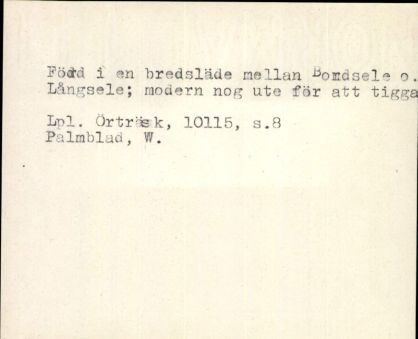 Född i en bredsläde mellan Bomdsele o.
Långsele; modern nog ute för att tigga
Lpl. Örträsk, 10115, s.8
Palmblad, W.